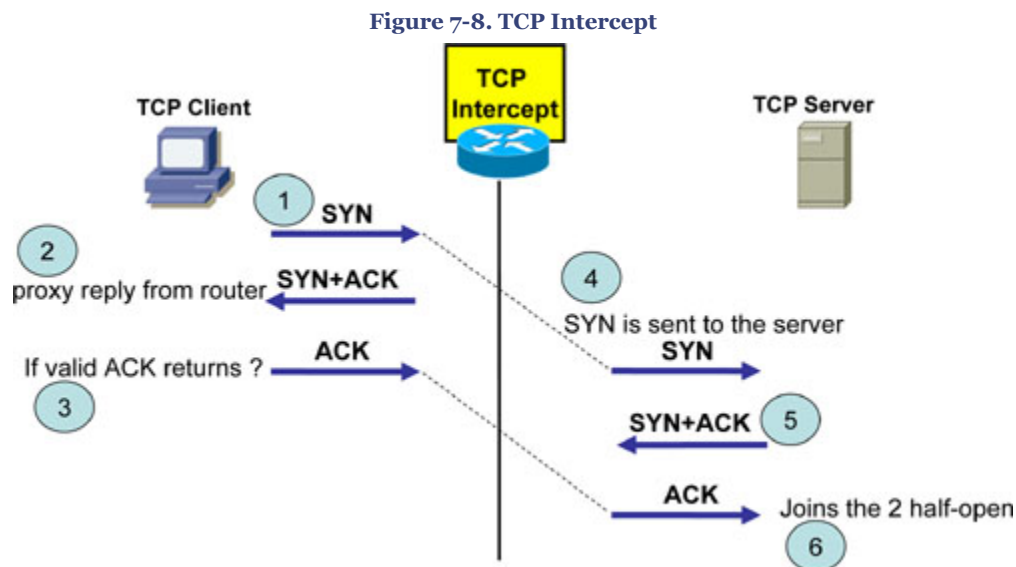 Figure 7-8. TCP Intercept
TCP
Intercept
TCP Client
TCP Server
1
SYN
2
proxy reply from router
SYN+ACK
4
SYN is sent to the server
SYN
If valid ACK returns ?
ACK
3
SYN+ACK
5
ACK
Joins the 2 half-open
6